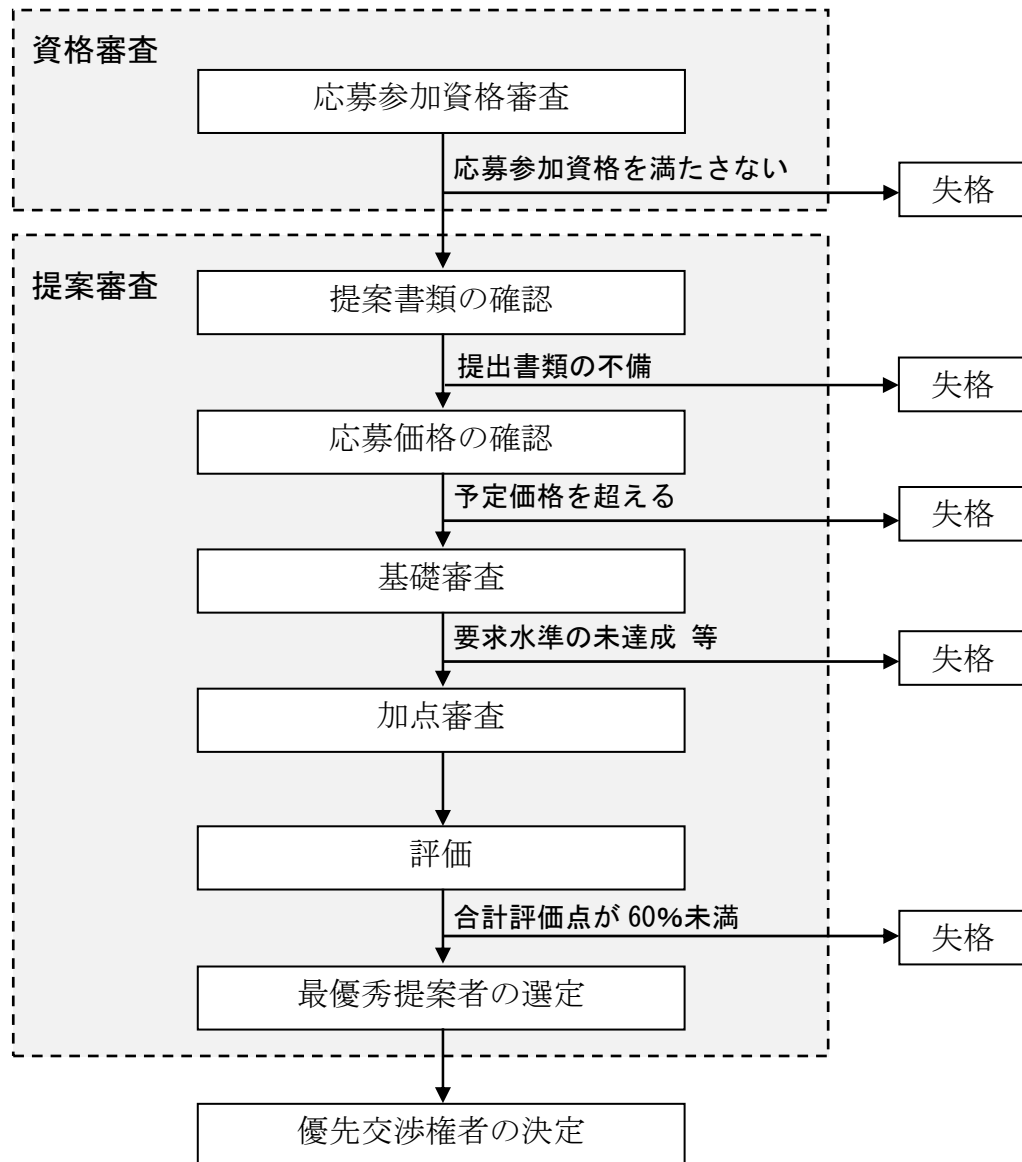 資格審査
応募参加資格審査
応募参加資格を満たさない
失格
提案審査
提案書類の確認
提出書類の不備
失格
応募価格の確認
予定価格を超える
失格
基礎審査
要求水準の未達成 等
失格
加点審査
評価
合計評価点が 60%未満
失格
最優秀提案者の選定
優先交渉権者の決定